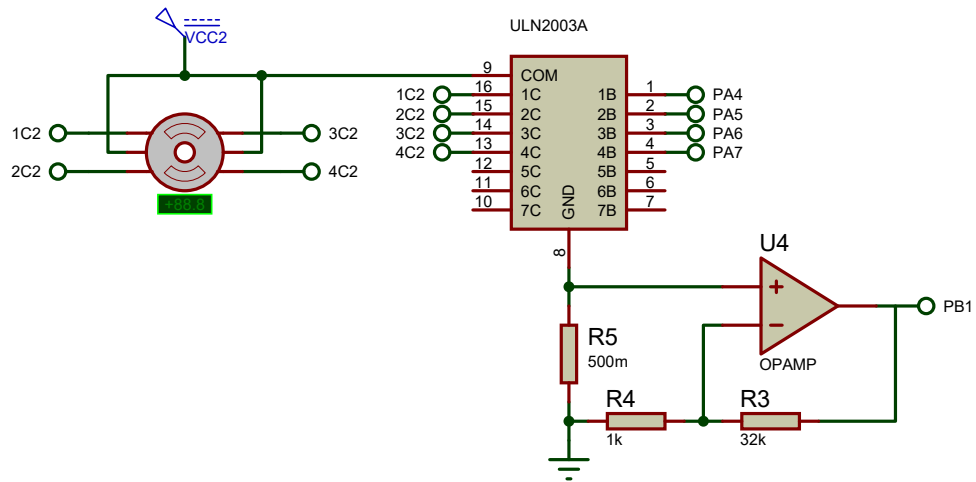 ULN2003A
VCC2
9 COM
1C2 16 1C 1B 1 PA4
2C2 15 2C 2B 2 PA5
1C2 3C2 3C2 14 3C 3B 3 PA6
4C2 13 4C 4B 4 PA7
2C2 4C2 12 5C 5B 5
11 6C 6B 6
+88.8 10 7C GND 7B 7
8
U4
+
−
PB1
R5
500m
OPAMP
R4
1k
R3
32k